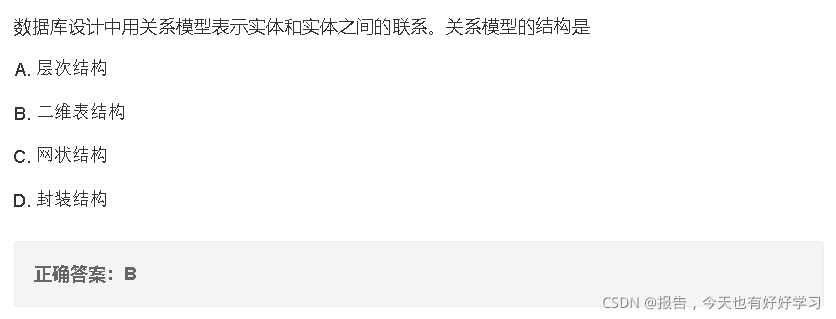 数据库设计中用关系模型表示实体和实体之间的联系。关系模型的结构是
A. 层次结构
B. 二维表结构
C. 网状结构
D. 封装结构
正确答案：B
CSDN @报告，今天也有好好学习